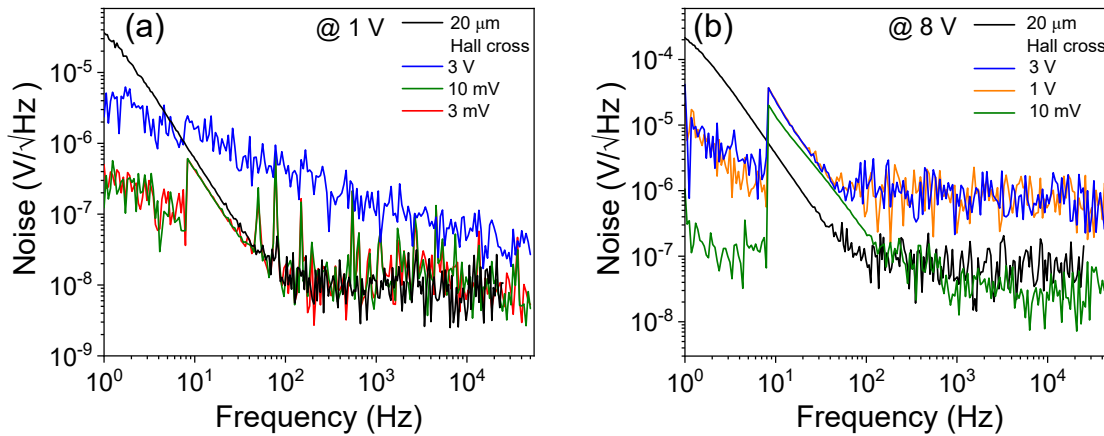 (a)
@ 1 V
20 μm
Hall cross
3 V
10 mV
3 mV
Noise (V/√Hz)
10⁻⁵
10⁻⁶
10⁻⁷
10⁻⁸
10⁻⁹
10⁰ 10¹ 10² 10³ 10⁴
Frequency (Hz)
(b)
@ 8 V
20 μm
Hall cross
3 V
1 V
10 mV
Noise (V/√Hz)
10⁻⁴
10⁻⁵
10⁻⁶
10⁻⁷
10⁻⁸
10⁰ 10¹ 10² 10³ 10⁴
Frequency (Hz)